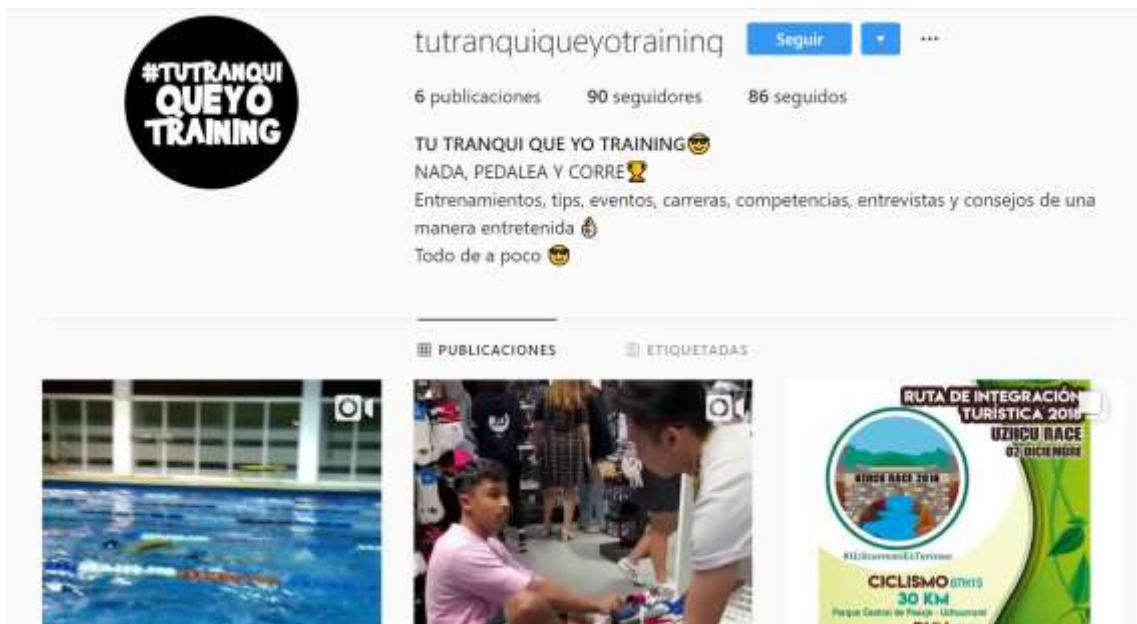 #TUTRANQUI
QUEYO
TRAINING
tutranquiqueyotraining
Seguir
6 publicaciones 90 seguidores 86 seguidos
TU TRANQUI QUE YO TRAINING😎
NADA, PEDALEA Y CORRE🏆
Entrenamientos, tips, eventos, carreras, competencias, entrevistas y consejos de una
manera entretenida
Todo de a poco 😎
PUBLICACIONES ETIQUETADAS
RUTA DE INTEGRACIÓN
TURÍSTICA 2018
UZHCU RACE
02 DICIEMBRE
UZHCU RACE 2018
CICLISMO
30 KM